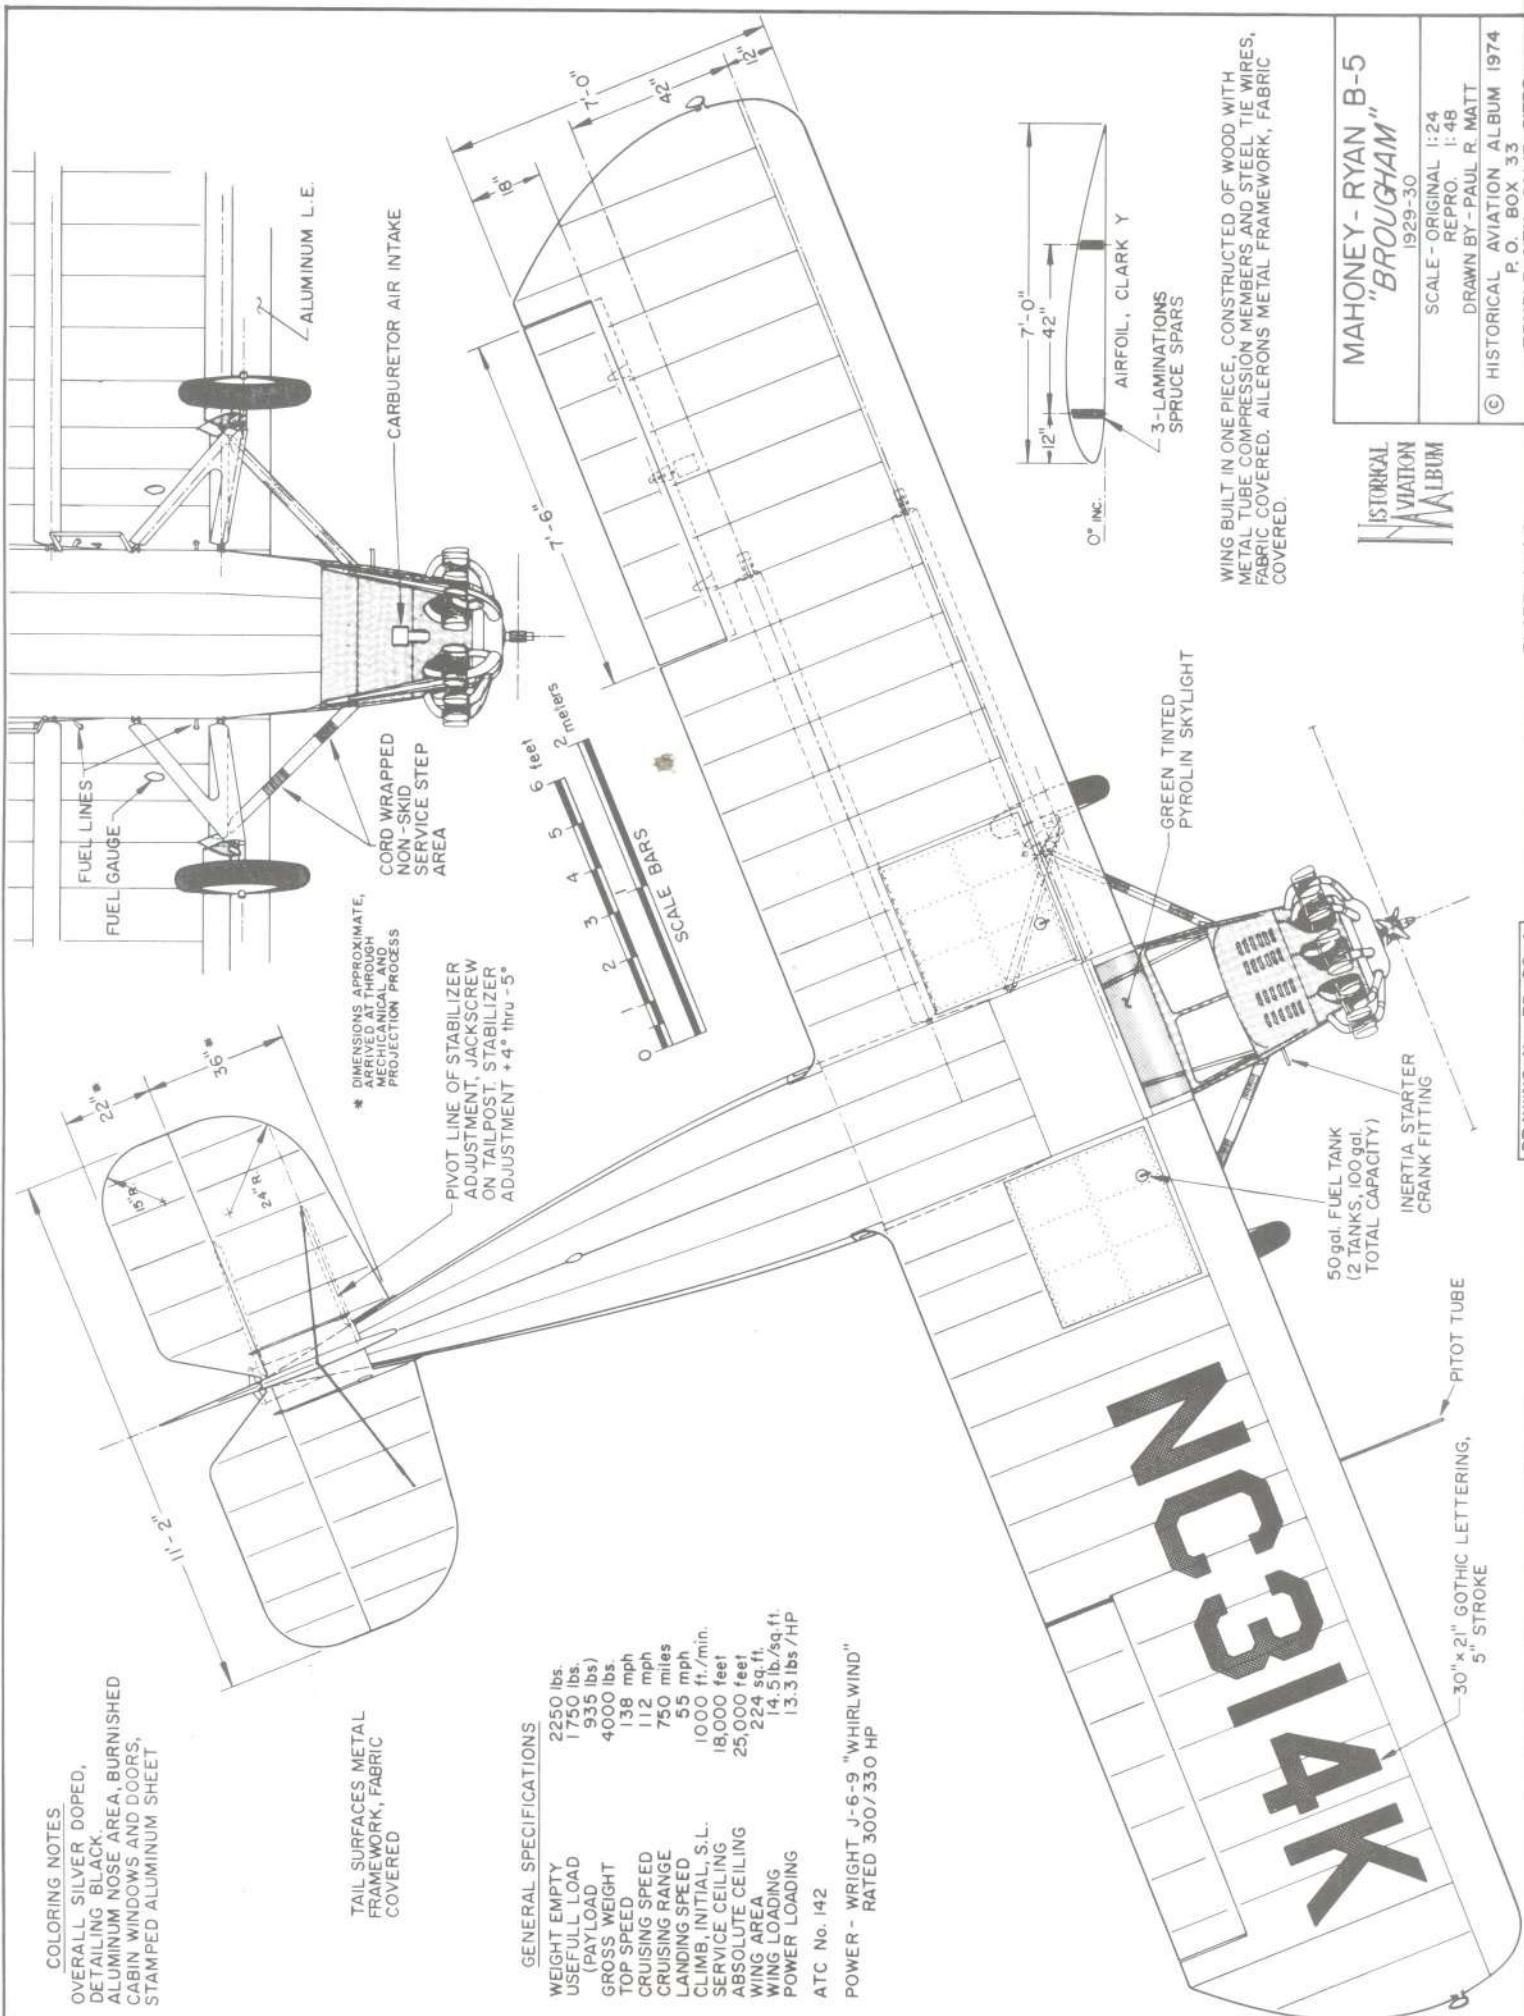 COLORING NOTES
OVERALL SILVER DOPED,
DETAILING BLACK.
ALUMINUM NOSE AREA, BURNISHED
CABIN WINDOWS AND DOORS,
STAMPED ALUMINUM SHEET
TAIL SURFACES METAL
FRAMEWORK, FABRIC
COVERED
GENERAL SPECIFICATIONS
WEIGHT EMPTY 2250 lbs.
USEFULL LOAD 1750 lbs.
(PAYLOAD 935 lbs)
GROSS WEIGHT 4000 lbs.
TOP SPEED 138 mph
CRUISING SPEED 112 mph
CRUISING RANGE 750 miles
LANDING SPEED 55 mph
CLIMB, INITIAL, S.L. 1000 ft./min.
SERVICE CEILING 18,000 feet
ABSOLUTE CEILING 25,000 feet
WING AREA 224 sq.ft.
WING LOADING 14.5 lb./sq.ft.
POWER LOADING 13.3 lbs/HP
ATC No. 142
POWER - WRIGHT J-6-9 "WHIRLWIND"
RATED 300/330 HP
11'-2"
22"*
36"*
15"R.
24"R.
* DIMENSIONS APPROXIMATE,
ARRIVED AT THROUGH
MECHICANICAL AND
PROJECTION PROCESS
PIVOT LINE OF STABILIZER
ADJUSTMENT, JACKSCREW
ON TAILPOST. STABILIZER
ADJUSTMENT +4° thru -5°
FUEL LINES
FUEL GAUGE
CORD WRAPPED
NON-SKID
SERVICE STEP
AREA
CARBURETOR AIR INTAKE
ALUMINUM L.E.
0 1 2 3 4 5 6 feet
1 2 meters
SCALE BARS
7'-6"
18"
7'-0"
42"
12"
GREEN TINTED
PYROLIN SKYLIGHT
INERTIA STARTER
CRANK FITTING
50 gal. FUEL TANK
(2 TANKS, 100 gal.
TOTAL CAPACITY)
PITOT TUBE
NC314K
30" x 21" GOTHIC LETTERING,
5" STROKE
7'-0"
12"
42"
0° INC.
AIRFOIL, CLARK Y
3-LAMINATIONS
SPRUCE SPARS
WING BUILT IN ONE PIECE, CONSTRUCTED OF WOOD WITH
METAL TUBE COMPRESSION MEMBERS AND STEEL TIE WIRES,
FABRIC COVERED. AILERONS METAL FRAMEWORK, FABRIC
COVERED.
HISTORICAL
AVIATION
ALBUM
MAHONEY - RYAN B-5
"BROUGHAM"
1929-30
SCALE - ORIGINAL 1:24
REPRO. 1:48
DRAWN BY - PAUL R. MATT
© HISTORICAL AVIATION ALBUM 1974
P. O. BOX 33